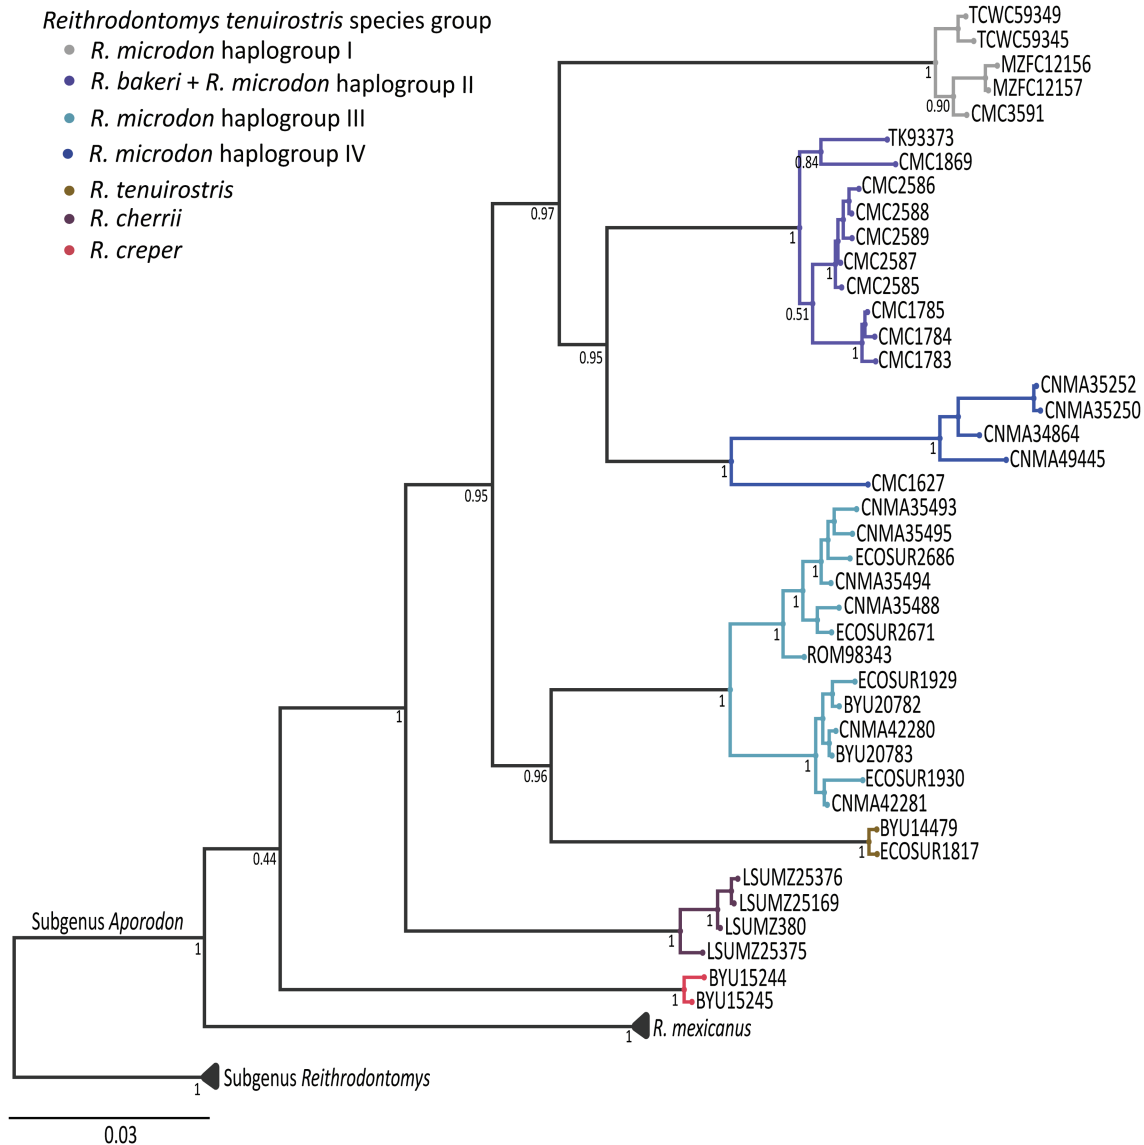 Reithrodontomys tenuirostris species group
R. microdon haplogroup I
R. bakeri + R. microdon haplogroup II
R. microdon haplogroup III
R. microdon haplogroup IV
R. tenuirostris
R. cherrii
R. creper
TCWC59349
TCWC59345
MZFC12156
1
MZFC12157
0.90
CMC3591
TK93373
0.84
CMC1869
CMC2586
0.97
CMC2588
1
CMC2589
CMC2587
1
CMC2585
0.51
CMC1785
CMC1784
0.95
1
CMC1783
CNMA35252
CNMA35250
CNMA34864
1
CNMA49445
1
CMC1627
0.95
CNMA35493
CNMA35495
ECOSUR2686
1
CNMA35494
1
CNMA35488
1
ECOSUR2671
ROM98343
ECOSUR1929
1
BYU20782
1
CNMA42280
BYU20783
1
0.96
ECOSUR1930
CNMA42281
BYU14479
1
ECOSUR1817
0.44
LSUMZ25376
LSUMZ25169
1
LSUMZ380
Subgenus Aporodon
1
1
LSUMZ25375
BYU15244
1
BYU15245
1
R. mexicanus
1
Subgenus Reithrodontomys
0.03